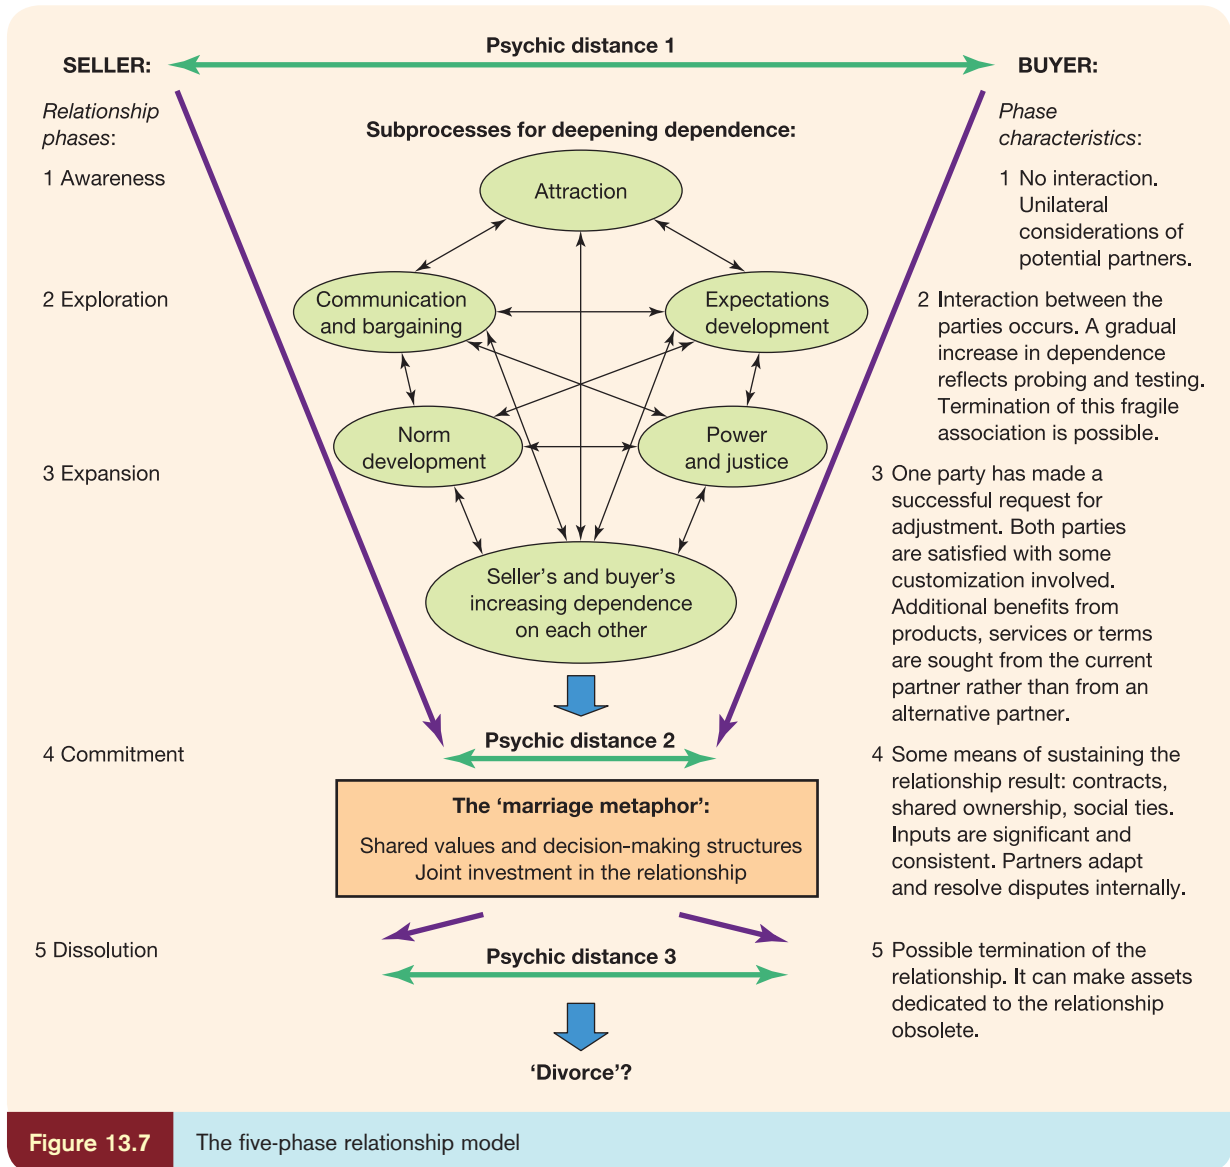 Psychic distance 1
SELLER:
BUYER:
Relationship
phases:
Phase
characteristics:
Subprocesses for deepening dependence:
1 Awareness
Attraction
1 No interaction.
Unilateral
considerations of
potential partners.
2 Exploration
Communication
and bargaining
Expectations
development
2 Interaction between the
parties occurs. A gradual
increase in dependence
reflects probing and testing.
Termination of this fragile
association is possible.
Norm
development
Power
and justice
3 Expansion
3 One party has made a
successful request for
adjustment. Both parties
are satisfied with some
customization involved.
Additional benefits from
products, services or terms
are sought from the current
partner rather than from an
alternative partner.
Seller's and buyer's
increasing dependence
on each other
4 Commitment
Psychic distance 2
4 Some means of sustaining the
relationship result: contracts,
shared ownership, social ties.
Inputs are significant and
consistent. Partners adapt
and resolve disputes internally.
The ‘marriage metaphor’:
Shared values and decision-making structures
Joint investment in the relationship
5 Dissolution
Psychic distance 3
5 Possible termination of the
relationship. It can make assets
dedicated to the relationship
obsolete.
‘Divorce’?
Figure 13.7
The five-phase relationship model